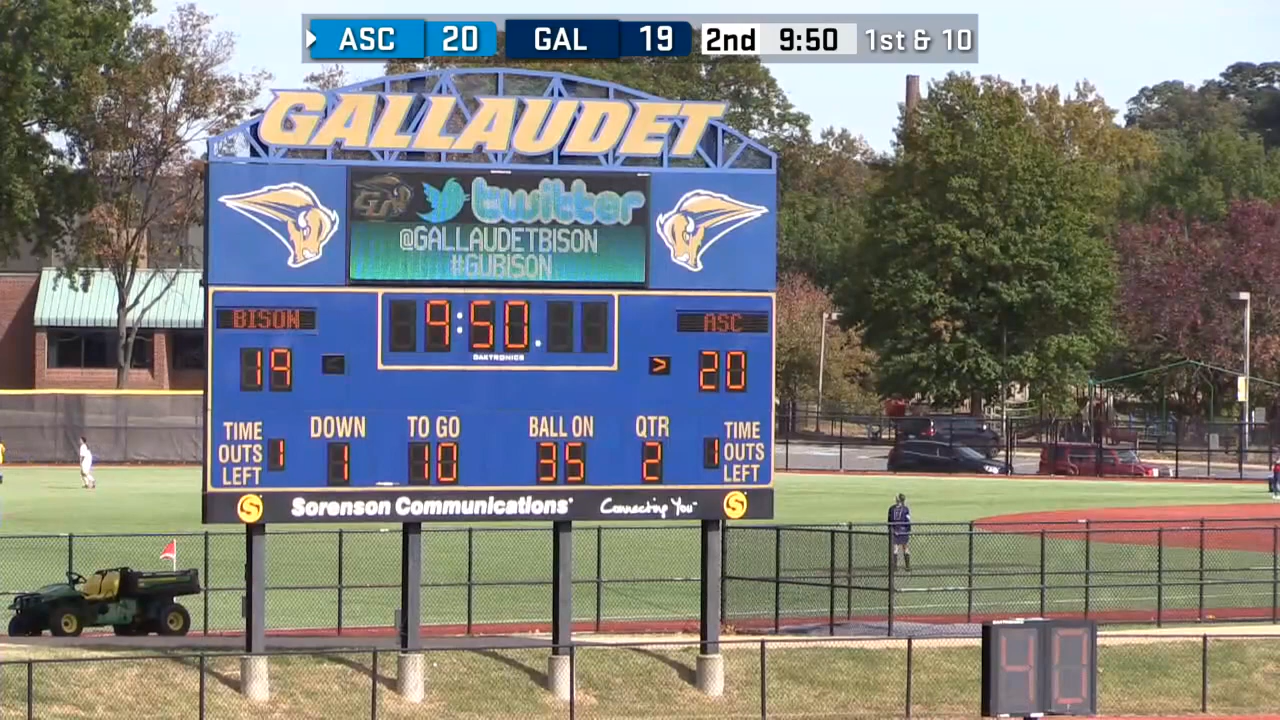 ASC 20 GAL 19 2nd 9:50 1st & 10
GALLAUDET
GU twitter
@GALLAUDETBISON
#GUBISON
BISON 9:50 ASC
DAKTRONICS
19 < > 20
DOWN TO GO BALL ON QTR
TIME OUTS LEFT 1 1 10 35 2 1 TIME OUTS LEFT
S Sorenson Communications Connecting You S
40